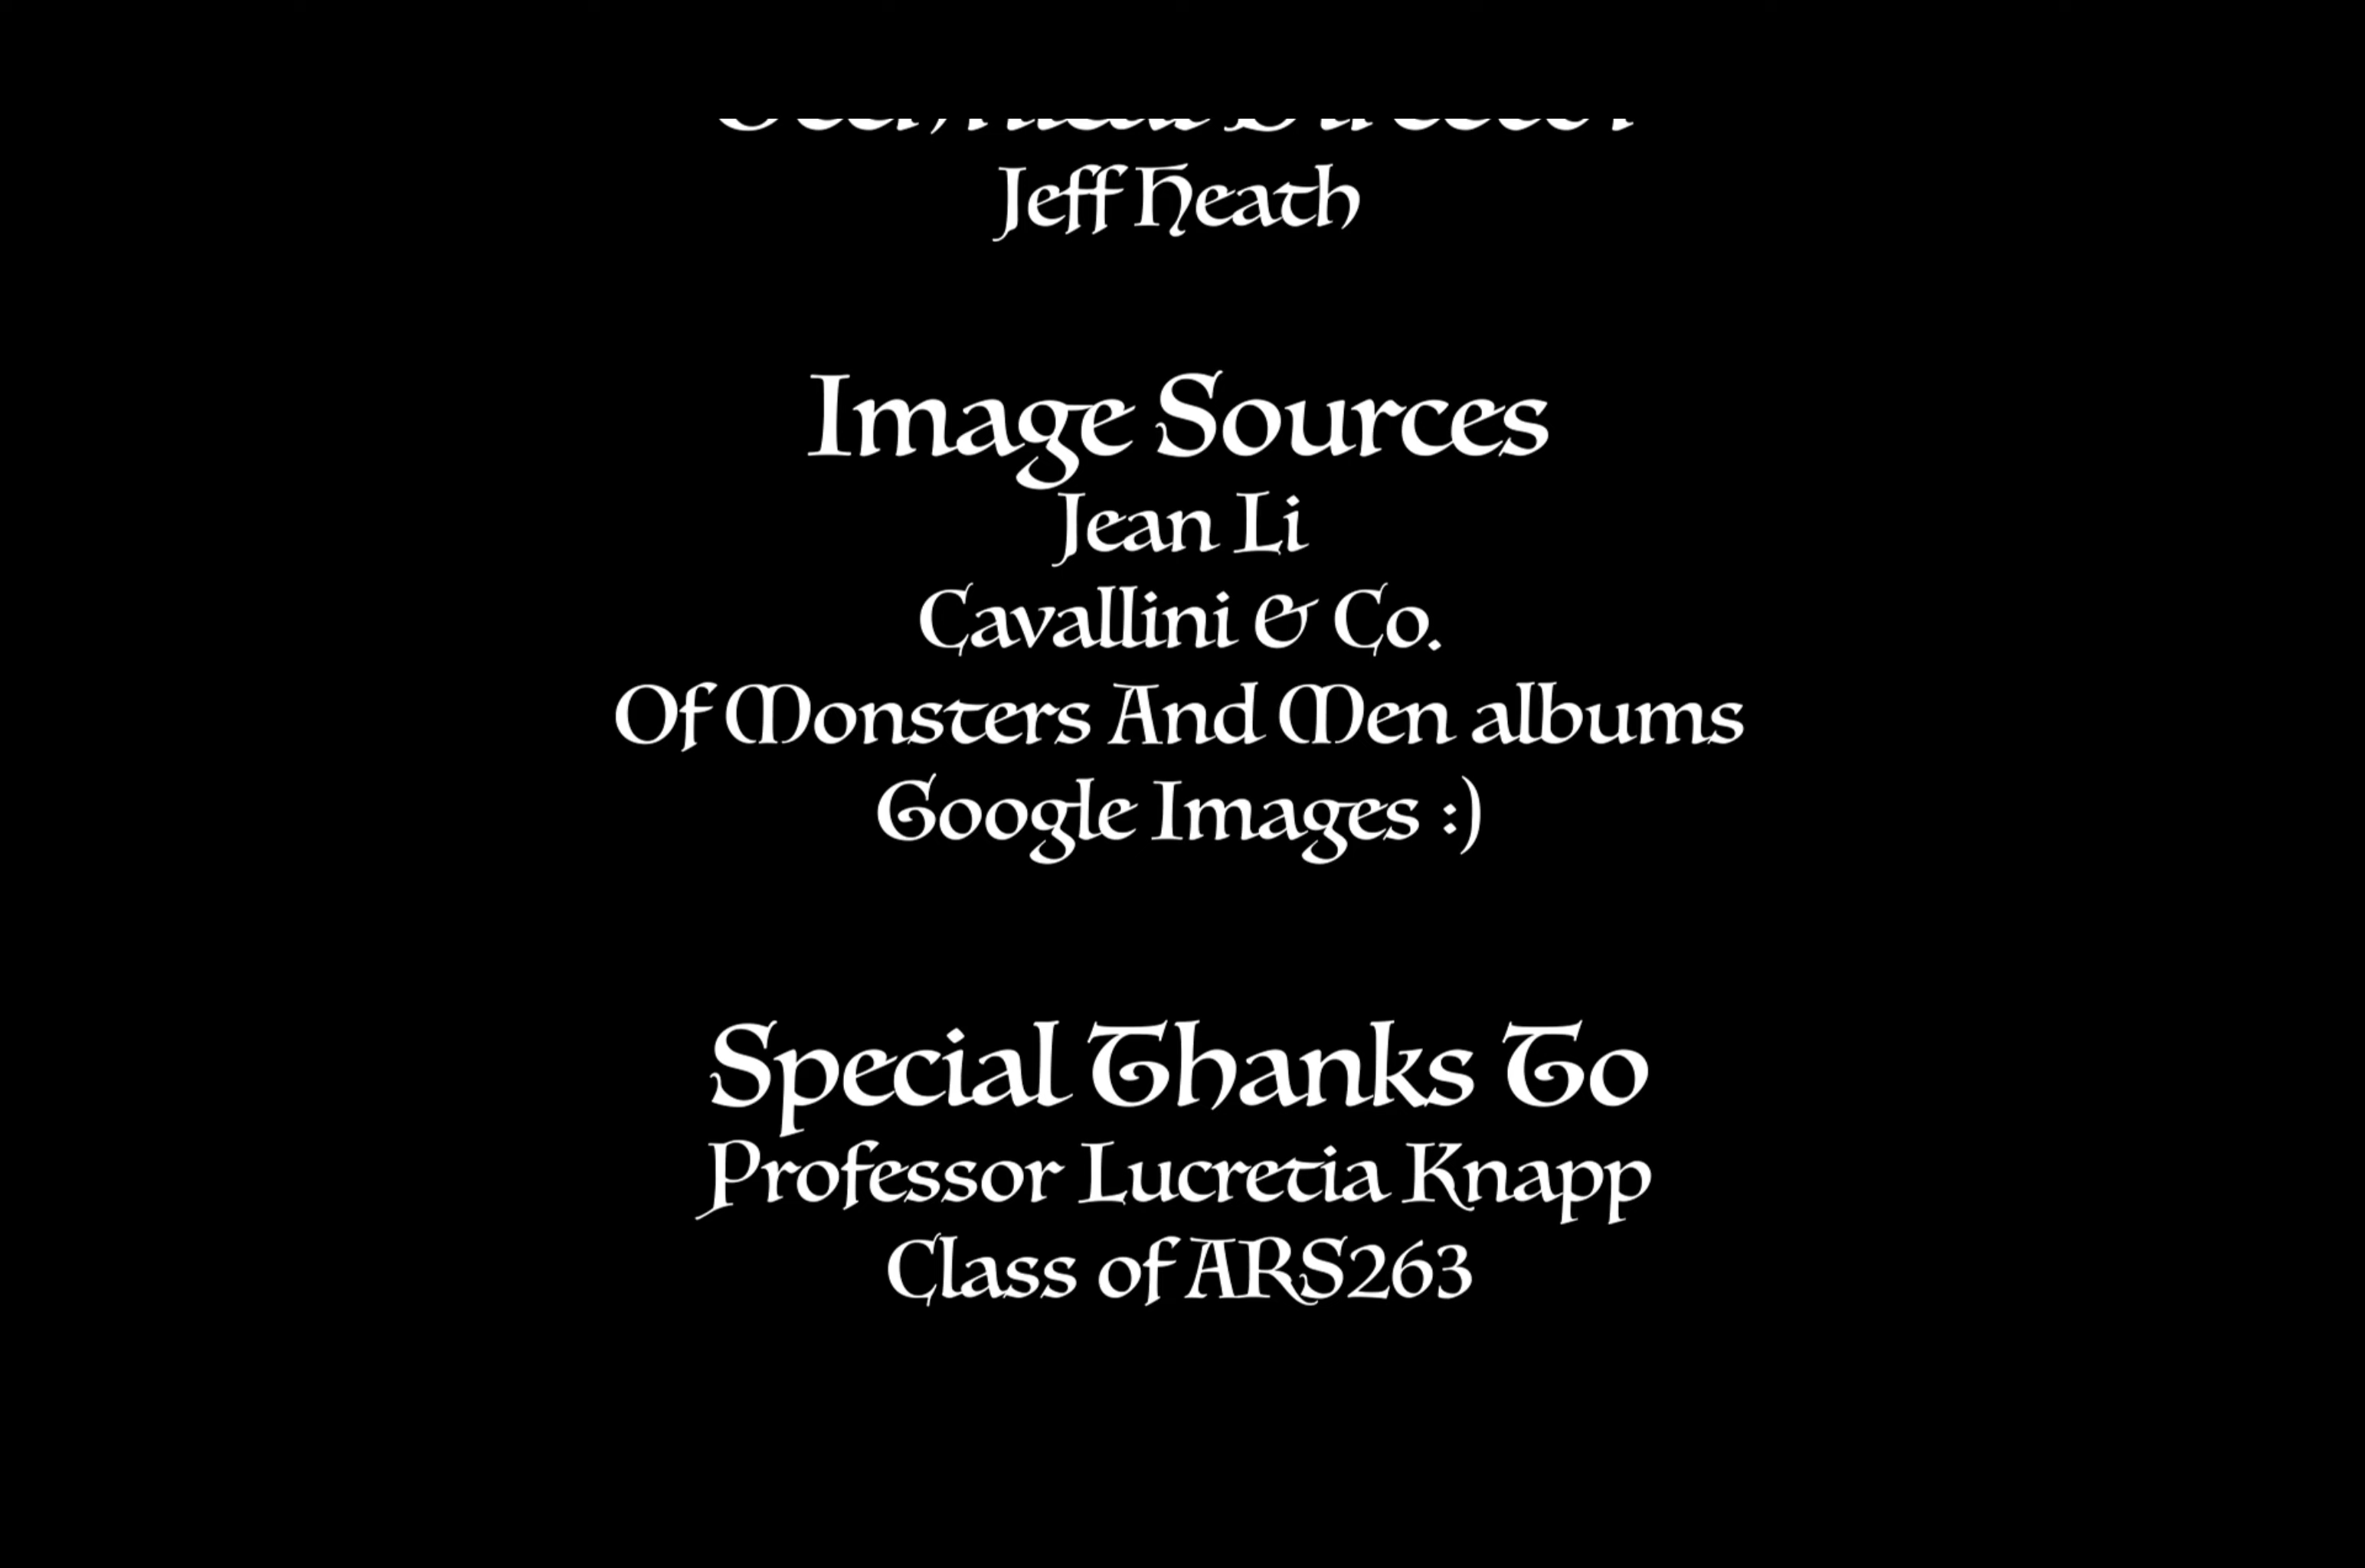 Jeff Heath
Image Sources
Jean Li
Cavallini & Co.
Of Monsters And Men albums
Google Images :)
Special Thanks To
Professor Lucretia Knapp
Class of ARS263